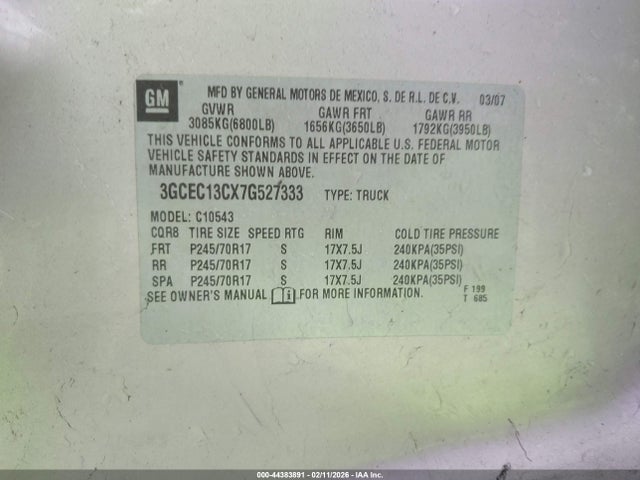 GM
MFD BY GENERAL MOTORS DE MEXICO, S. DE R.L. DE C.V. 03/07
GVWR GAWR FRT GAWR RR
3085KG(6800LB) 1656KG(3650LB) 1792KG(3950LB)
THIS VEHICLE CONFORMS TO ALL APPLICABLE U.S. FEDERAL MOTOR
VEHICLE SAFETY STANDARDS IN EFFECT ON THE DATE OF
MANUFACTURE SHOWN ABOVE.
3GCEC13CX7G527333 TYPE: TRUCK
MODEL: C10543
CQR8 TIRE SIZE SPEED RTG RIM COLD TIRE PRESSURE
FRT P245/70R17 S 17X7.5J 240KPA(35PSI)
RR P245/70R17 S 17X7.5J 240KPA(35PSI)
SPA P245/70R17 S 17X7.5J 240KPA(35PSI)
SEE OWNER'S MANUAL FOR MORE INFORMATION.
F 199
T 685
000-44383891 - 02/11/2026 - IAA Inc.